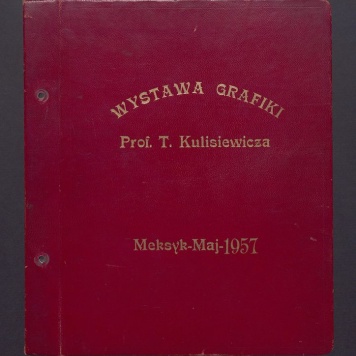 WYSTAWA GRAFIKI
Prof. T. Kulisiewicza
Meksyk-Maj-1957